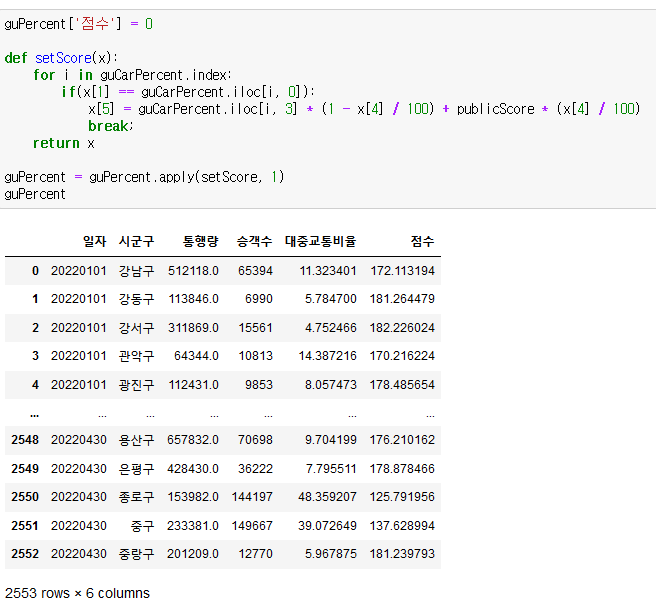 guPercent['점수'] = 0
def setScore(x):
for i in guCarPercent.index:
if(x[1] == guCarPercent.iloc[i, 0]):
x[5] = guCarPercent.iloc[i, 3] * (1 - x[4] / 100) + publicScore * (x[4] / 100)
break;
return x
guPercent = guPercent.apply(setScore, 1)
guPercent
일자 시군구 통행량 승객수 대중교통비율 점수
0 20220101 강남구 512118.0 65394 11.323401 172.113194
1 20220101 강동구 113846.0 6990 5.784700 181.264479
2 20220101 강서구 311869.0 15561 4.752466 182.226024
3 20220101 관악구 64344.0 10813 14.387216 170.216224
4 20220101 광진구 112431.0 9853 8.057473 178.485654
... ... ... ... ... ... ...
2548 20220430 용산구 657832.0 70698 9.704199 176.210162
2549 20220430 은평구 428430.0 36222 7.795511 178.878466
2550 20220430 종로구 153982.0 144197 48.359207 125.791956
2551 20220430 중구 233381.0 149667 39.072649 137.628994
2552 20220430 중랑구 201209.0 12770 5.967875 181.239793
2553 rows × 6 columns